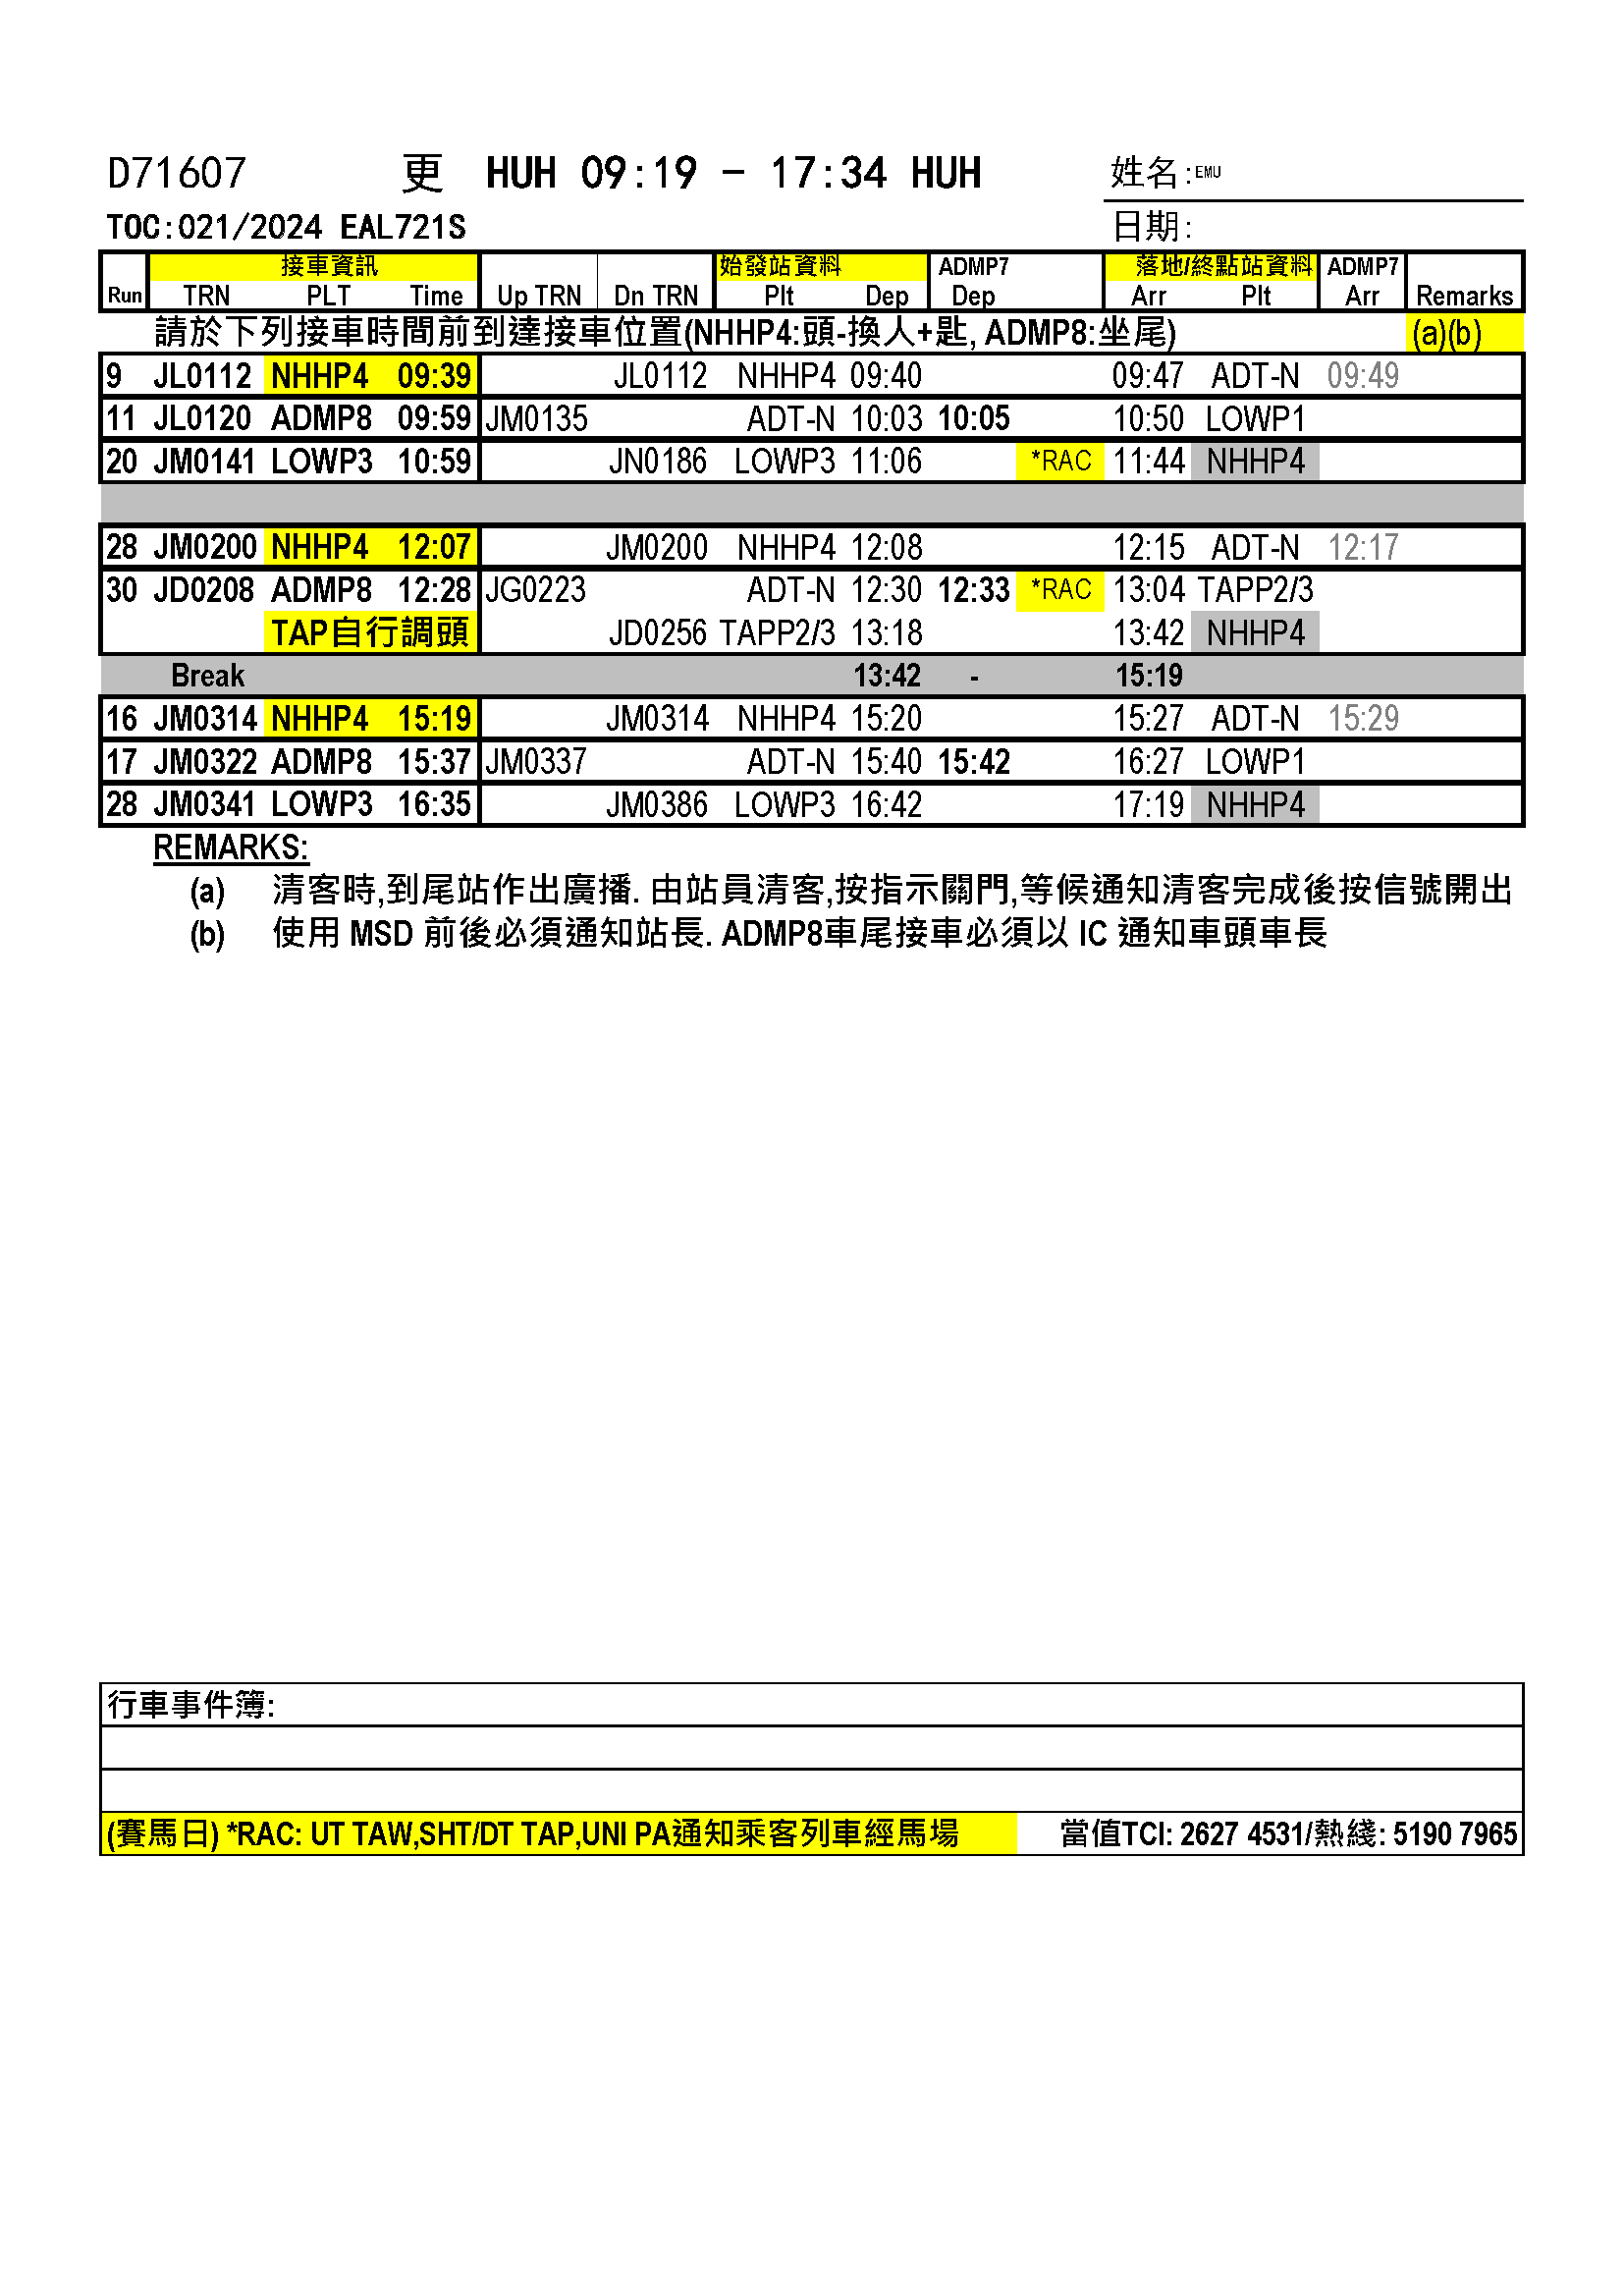 D71607 更 HUH 09:19 - 17:34 HUH 姓名:EMU
TOC:021/2024 EAL721S 日期:
接車資訊 始發站資料 ADMP7 落地/終點站資料 ADMP7
Run TRN PLT Time Up TRN Dn TRN Plt Dep Dep Arr Plt Arr Remarks
請於下列接車時間前到達接車位置(NHHP4:頭-換人+匙, ADMP8:坐尾) (a)(b)
9 JL0112 NHHP4 09:39 JL0112 NHHP4 09:40 09:47 ADT-N 09:49
11 JL0120 ADMP8 09:59 JM0135 ADT-N 10:03 10:05 10:50 LOWP1
20 JM0141 LOWP3 10:59 JN0186 LOWP3 11:06 *RAC 11:44 NHHP4
28 JM0200 NHHP4 12:07 JM0200 NHHP4 12:08 12:15 ADT-N 12:17
30 JD0208 ADMP8 12:28 JG0223 ADT-N 12:30 12:33 *RAC 13:04 TAPP2/3
TAP自行調頭 JD0256 TAPP2/3 13:18 13:42 NHHP4
Break 13:42 - 15:19
16 JM0314 NHHP4 15:19 JM0314 NHHP4 15:20 15:27 ADT-N 15:29
17 JM0322 ADMP8 15:37 JM0337 ADT-N 15:40 15:42 16:27 LOWP1
28 JM0341 LOWP3 16:35 JM0386 LOWP3 16:42 17:19 NHHP4
REMARKS:
(a) 清客時,到尾站作出廣播. 由站員清客,按指示關門,等候通知清客完成後按信號開出
(b) 使用 MSD 前後必須通知站長. ADMP8車尾接車必須以 IC 通知車頭車長
行車事件簿:
(賽馬日) *RAC: UT TAW,SHT/DT TAP,UNI PA通知乘客列車經馬場 當值TCI: 2627 4531/熱綫: 5190 7965